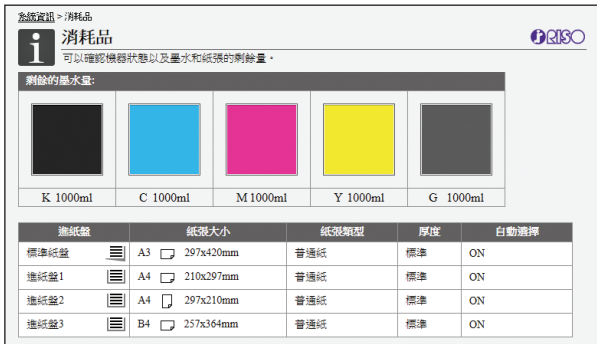 系統資訊 > 消耗品
消耗品
RISO
可以確認機器狀態以及墨水和紙張的剩餘量。
剩餘的墨水量:
K 1000ml C 1000ml M 1000ml Y 1000ml G 1000ml
進紙盤 紙張大小 紙張類型 厚度 自動選擇
標準紙盤 A3 297x420mm 普通紙 標準 ON
進紙盤1 A4 210x297mm 普通紙 標準 ON
進紙盤2 A4 297x210mm 普通紙 標準 ON
進紙盤3 B4 257x364mm 普通紙 標準 ON